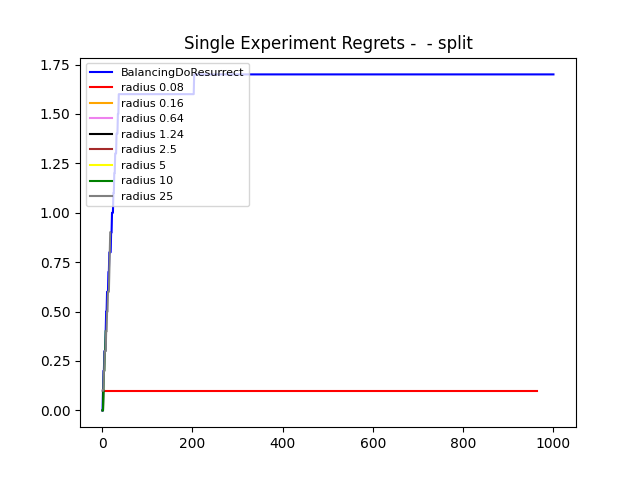 Single Experiment Regrets -  - split
1.75
1.50
1.25
1.00
0.75
0.50
0.25
0.00
BalancingDoResurrect
radius 0.08
radius 0.16
radius 0.64
radius 1.24
radius 2.5
radius 5
radius 10
radius 25
0 200 400 600 800 1000